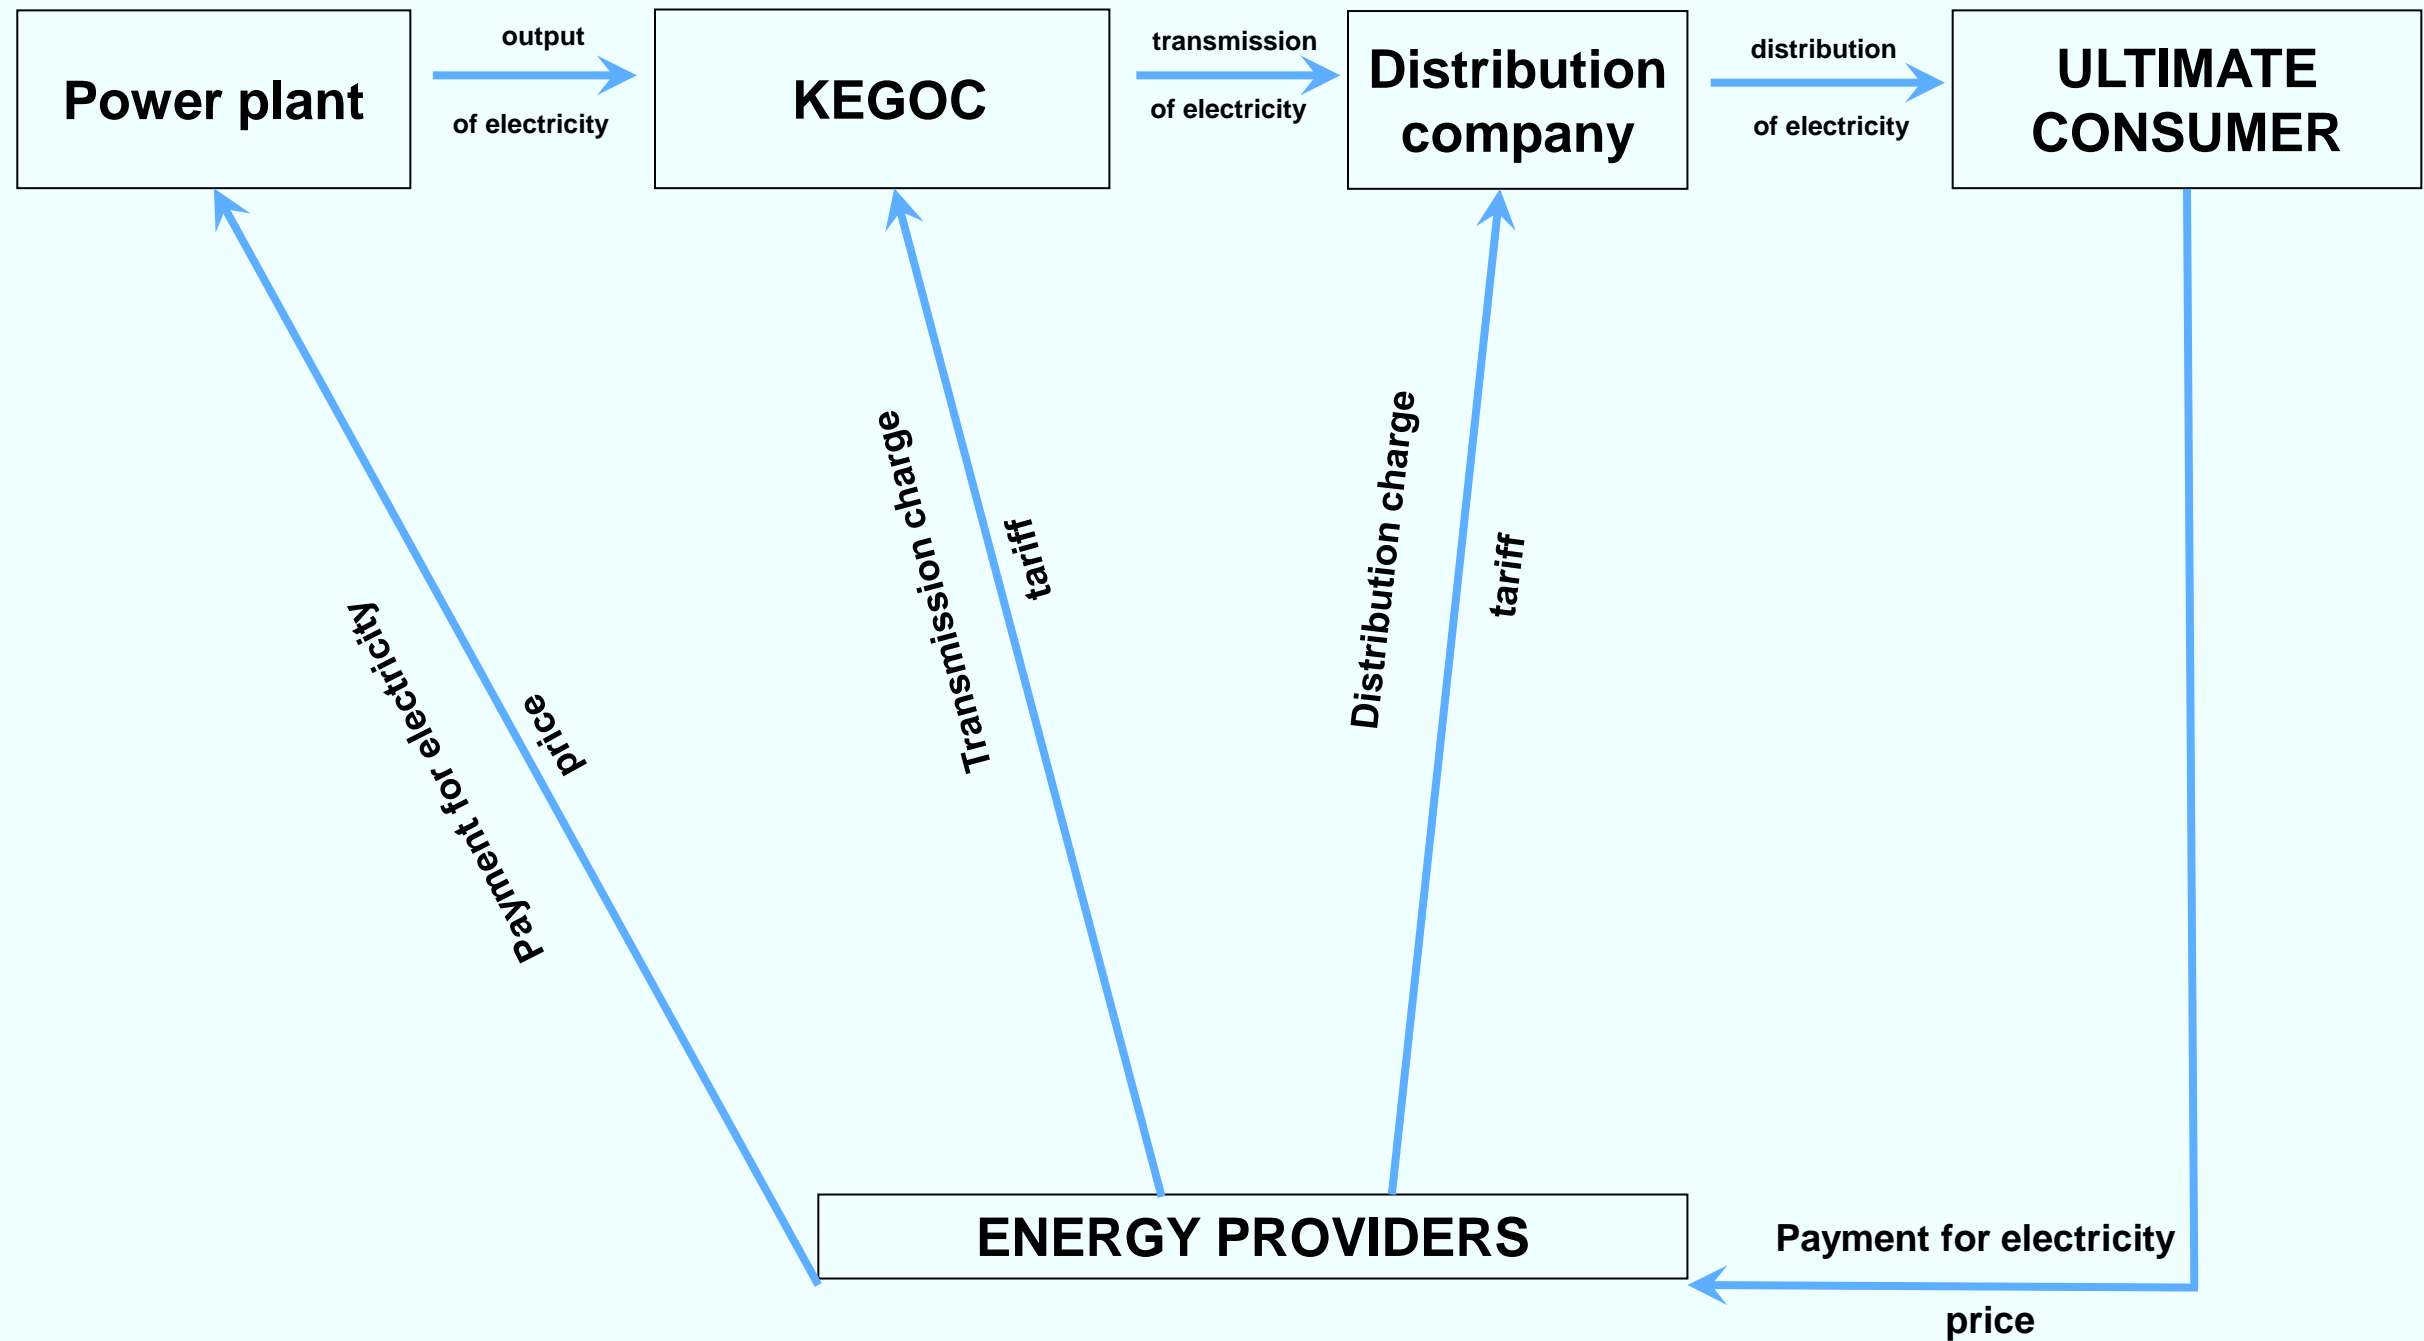 Power plant
output
of electricity
KEGOC
transmission
of electricity
Distribution
company
distribution
of electricity
ULTIMATE
CONSUMER
Payment for electricity
price
Transmission charge
tariff
Distribution charge
tariff
ENERGY PROVIDERS
Payment for electricity
price